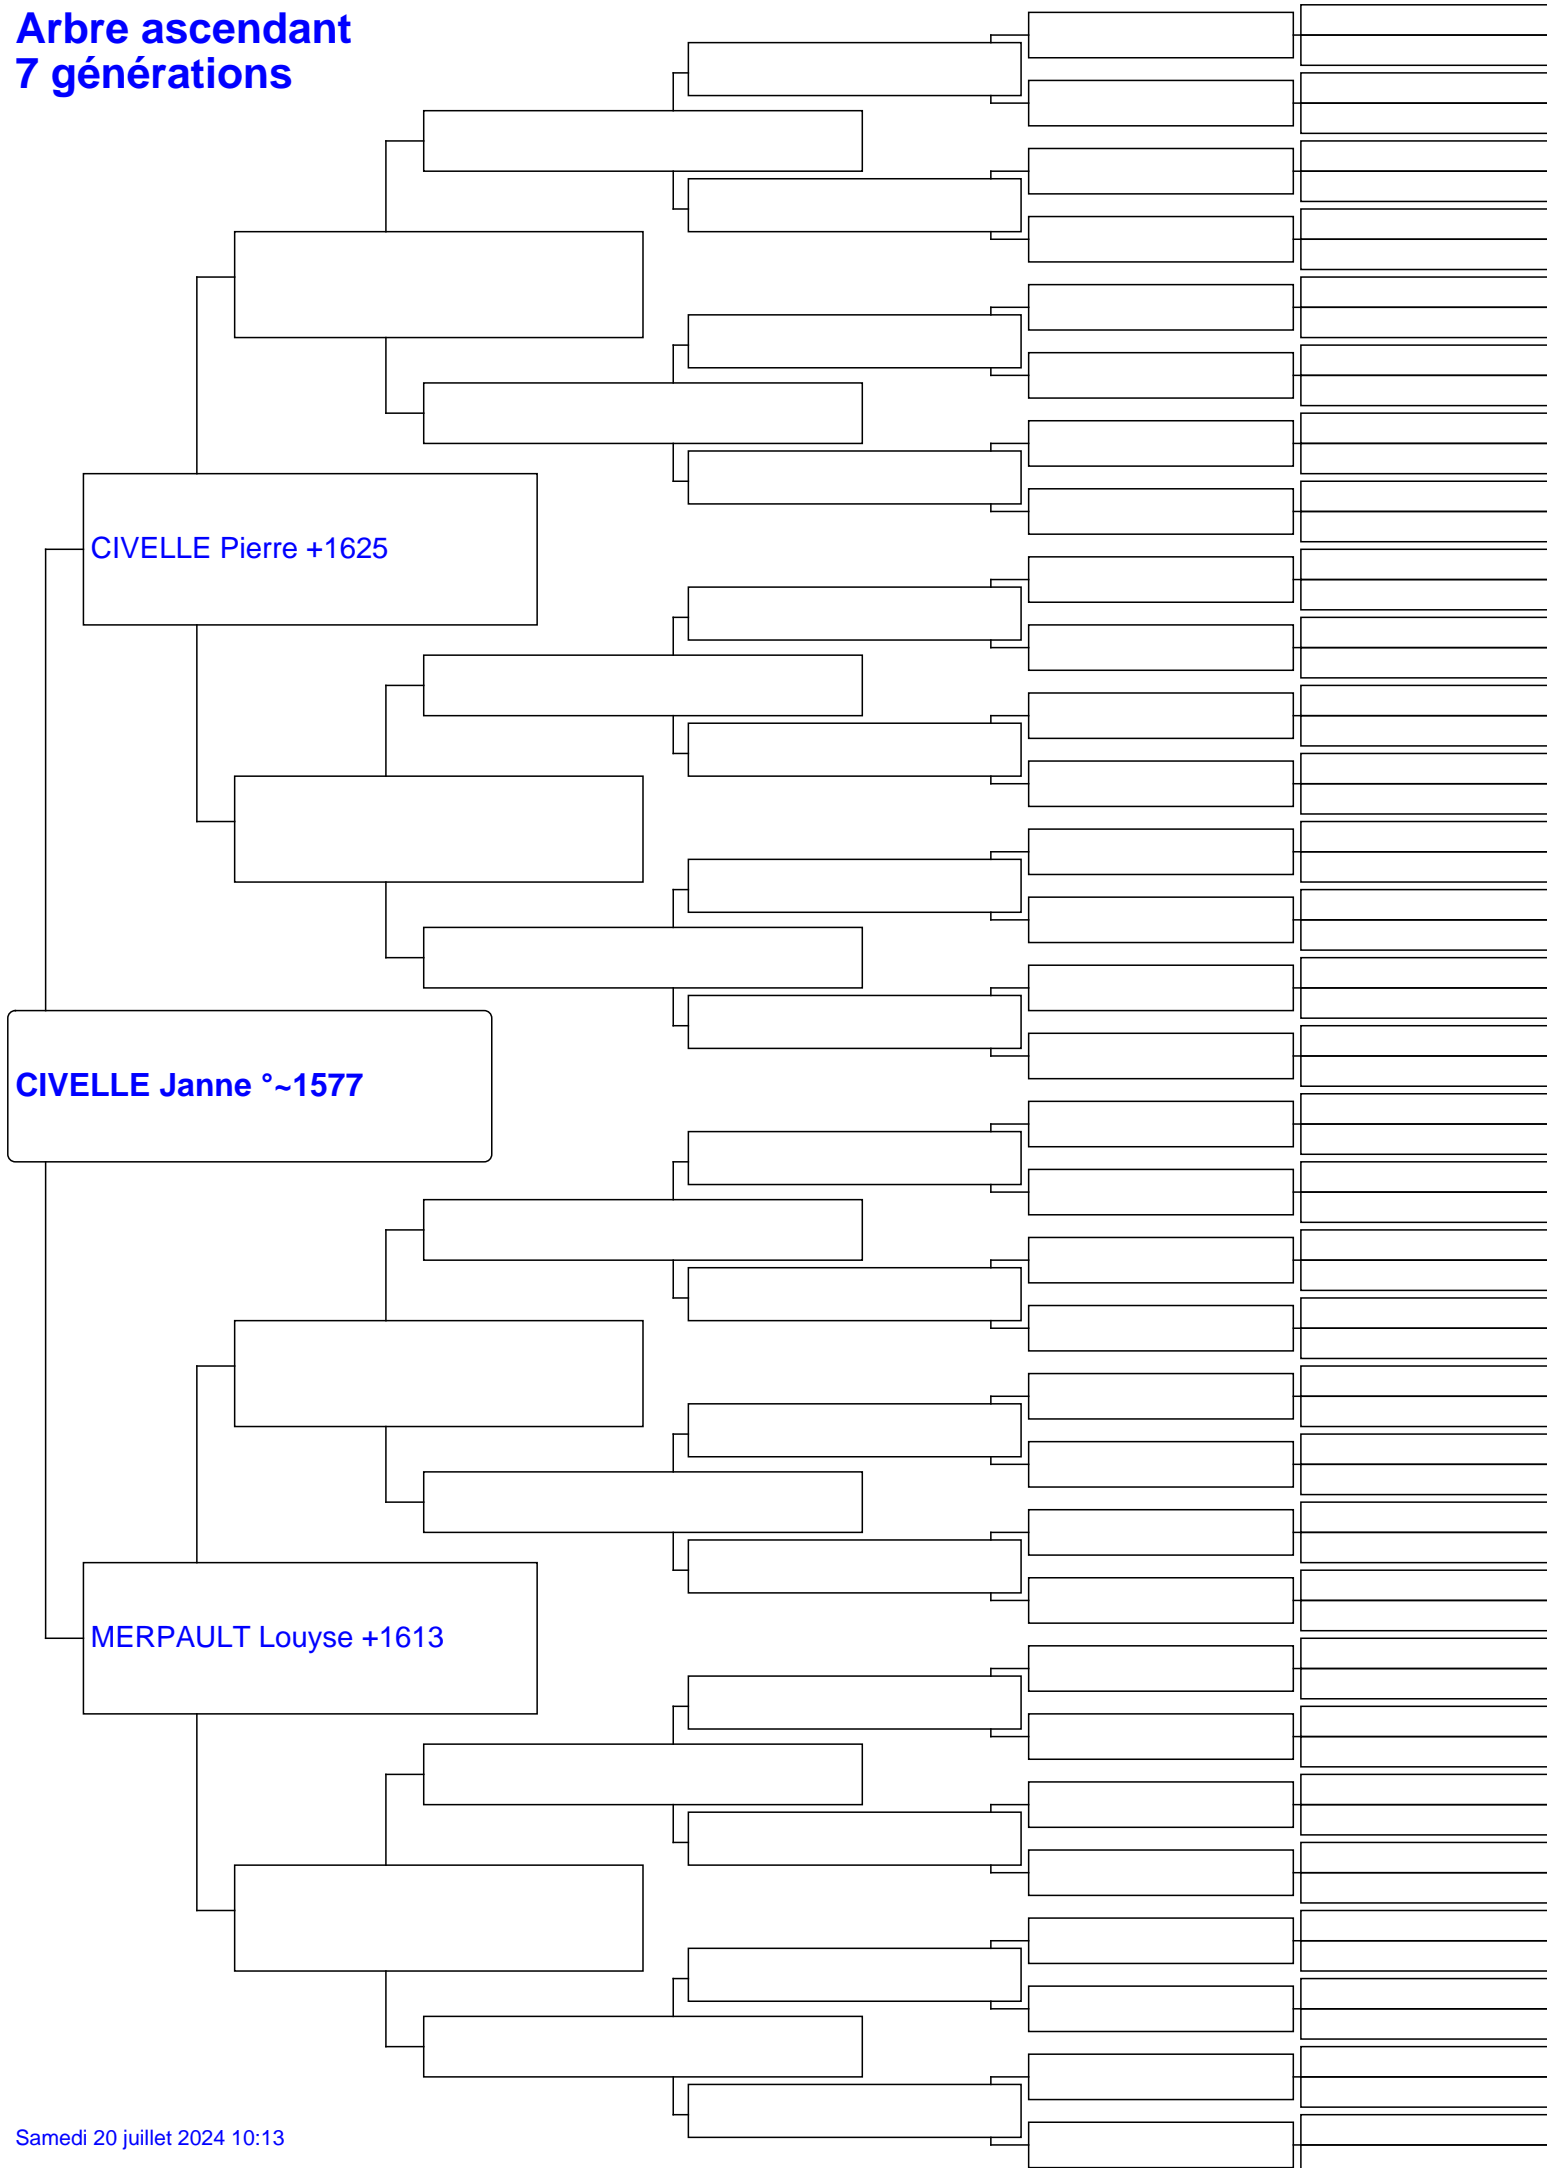 Arbre ascendant
7 générations
CIVELLE Pierre +1625
CIVELLE Janne °~1577
MERPAULT Louyse +1613
Samedi 20 juillet 2024 10:13